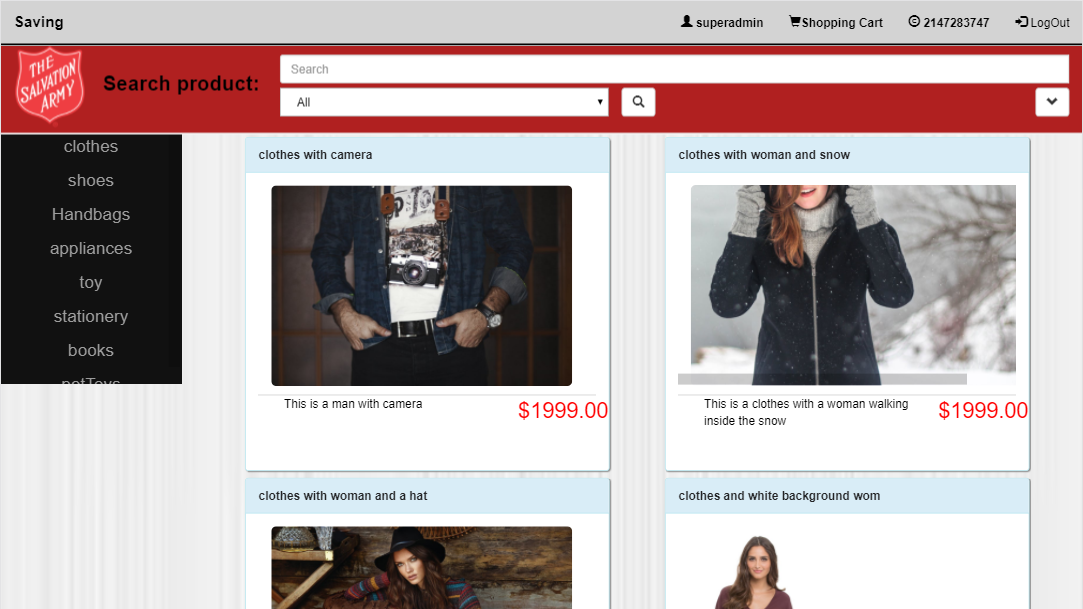 Saving
superadmin
Shopping Cart
2147283747
LogOut
THE
SALVATION
ARMY
Search product:
Search
All
clothes
shoes
Handbags
appliances
toy
stationery
books
petToys
clothes with camera
This is a man with camera
$1999.00
clothes with woman and snow
This is a clothes with a woman walking
inside the snow
$1999.00
clothes with woman and a hat
clothes and white background wom